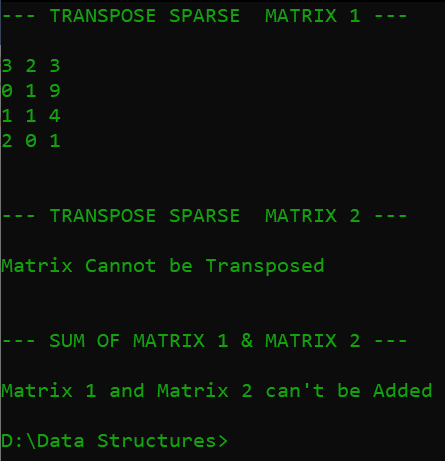 --- TRANSPOSE SPARSE  MATRIX 1 ---
3 2 3
0 1 9
1 1 4
2 0 1
--- TRANSPOSE SPARSE  MATRIX 2 ---
Matrix Cannot be Transposed
--- SUM OF MATRIX 1 & MATRIX 2 ---
Matrix 1 and Matrix 2 can't be Added
D:\Data Structures>